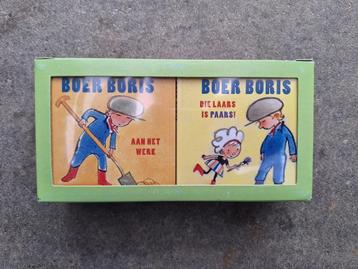 BOER BORIS
AAN HET
WERK
BOER BORIS
DIE LAARS
IS PAARS!